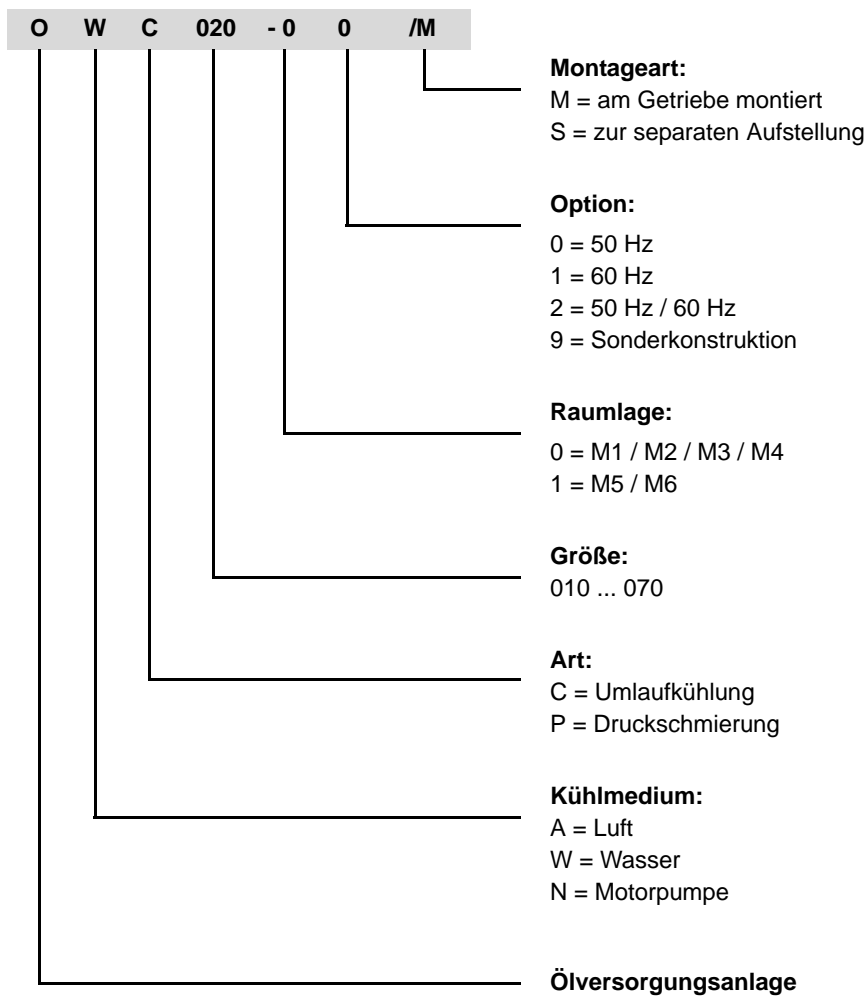 O W C 020 - 0 0 /M
Montageart:
M = am Getriebe montiert
S = zur separaten Aufstellung
Option:
0 = 50 Hz
1 = 60 Hz
2 = 50 Hz / 60 Hz
9 = Sonderkonstruktion
Raumlage:
0 = M1 / M2 / M3 / M4
1 = M5 / M6
Größe:
010 ... 070
Art:
C = Umlaufkühlung
P = Druckschmierung
Kühlmedium:
A = Luft
W = Wasser
N = Motorpumpe
Ölversorgungsanlage